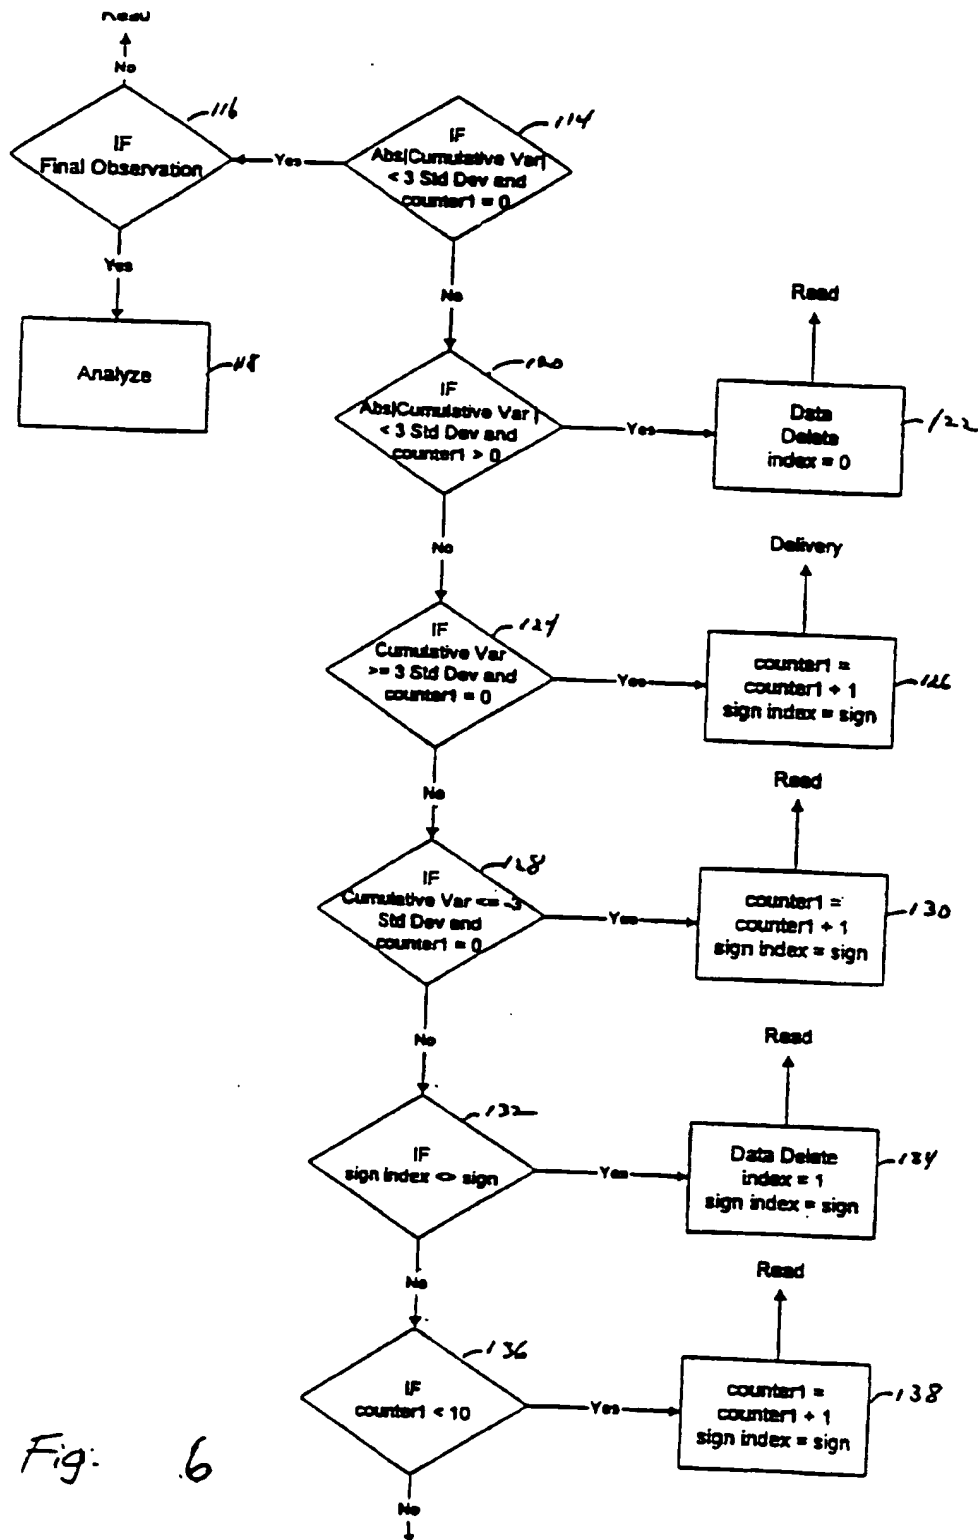 No
116
IF
Final Observation
Yes
Analyze
118
114
IF
Abs|Cumulative Var|
< 3 Std Dev and
counter1 = 0
Yes
No
120
IF
Abs|Cumulative Var |
< 3 Std Dev and
counter1 > 0
Yes
Read
Data
Delete
index = 0
122
No
124
IF
Cumulative Var
>= 3 Std Dev and
counter1 = 0
Yes
Delivery
counter1 =
counter1 + 1
sign index = sign
126
No
128
IF
Cumulative Var <= -3
Std Dev and
counter1 = 0
Yes
Read
counter1 =
counter1 + 1
sign index = sign
130
No
132
IF
sign index <> sign
Yes
Read
Data Delete
index = 1
sign index = sign
134
No
136
IF
counter1 < 10
Yes
Read
counter1 =
counter1 + 1
sign index = sign
138
No
Fig: 6